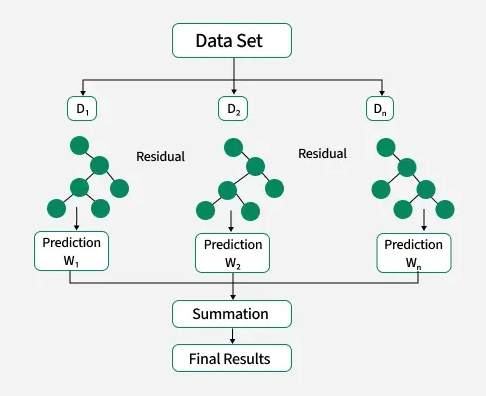 Data Set
D₁
D₂
Dₙ
Residual
Residual
Prediction
W₁
Prediction
W₂
Prediction
Wₙ
Summation
Final Results